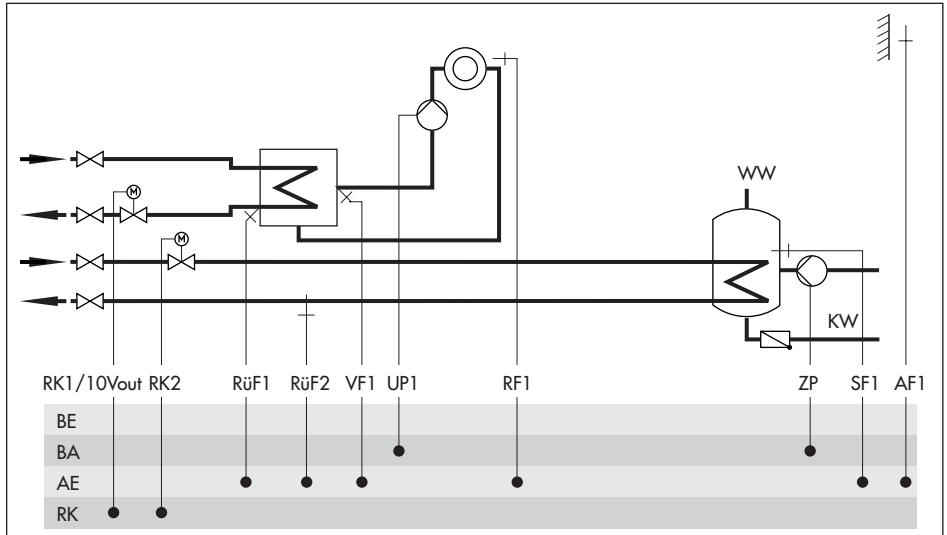 M
M
WW
KW
RK1/10Vout RK2 RüF1 RüF2 VF1 UP1 RF1 ZP SF1 AF1
BE
BA
AE
RK